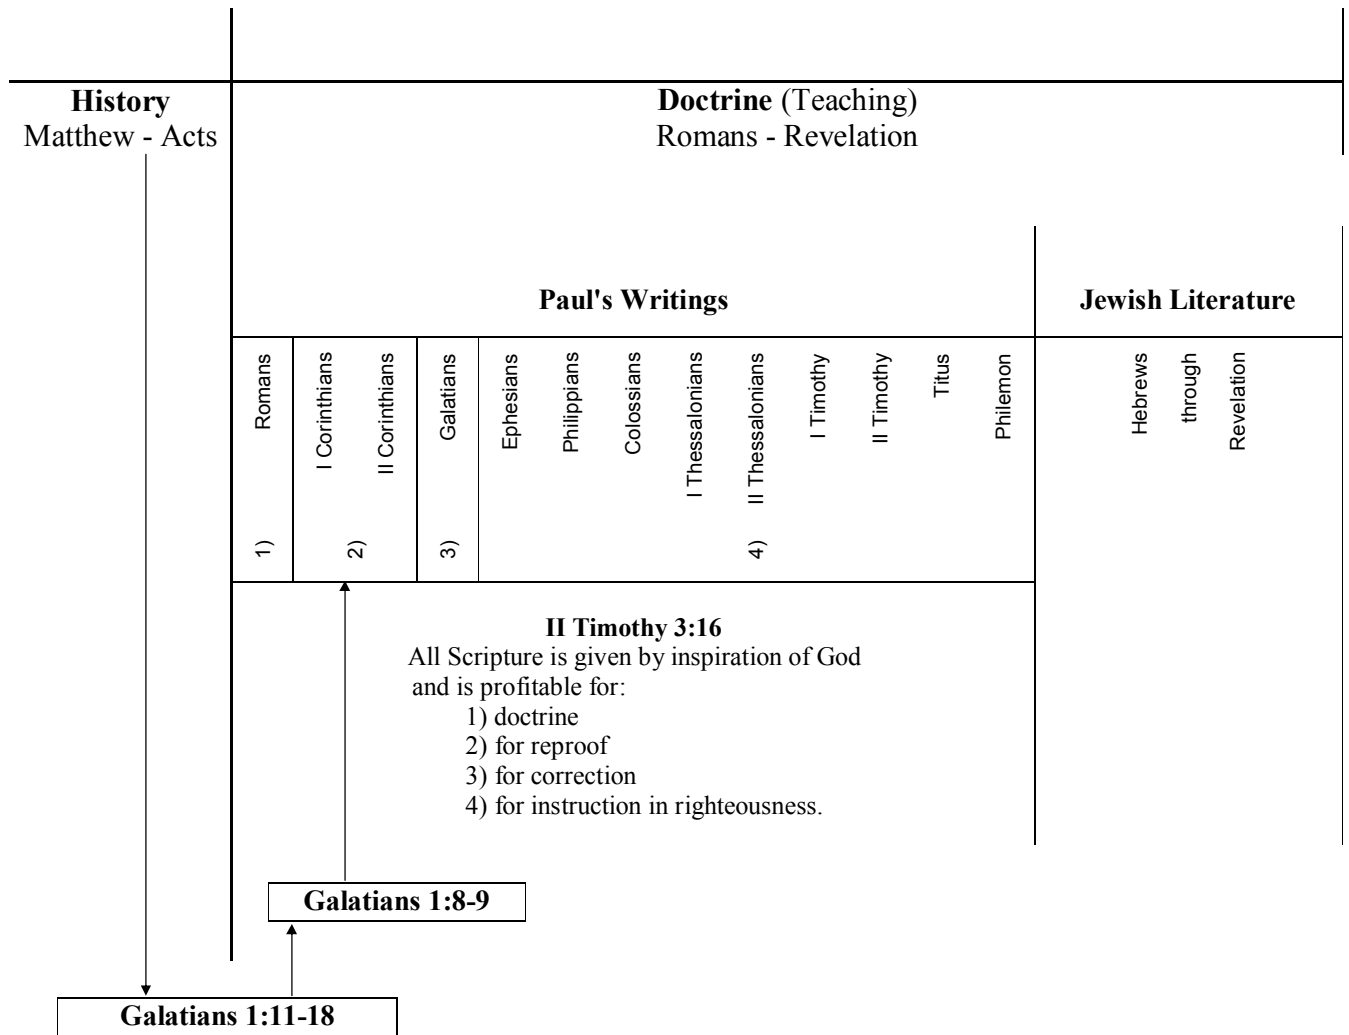 History
Matthew - Acts
Doctrine (Teaching)
Romans - Revelation
Paul's Writings
Jewish Literature
Romans
I Corinthians
II Corinthians
Galatians
Ephesians
Philippians
Colossians
I Thessalonians
II Thessalonians
I Timothy
II Timothy
Titus
Philemon
Hebrews
through
Revelation
1)
2)
3)
4)
II Timothy 3:16
All Scripture is given by inspiration of God
and is profitable for:
1) doctrine
2) for reproof
3) for correction
4) for instruction in righteousness.
Galatians 1:8-9
Galatians 1:11-18